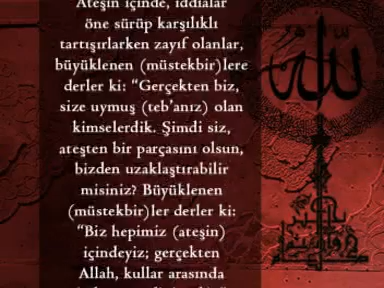 Ateşin içinde, iddialar
öne sürüp karşılıklı
tartışırlarken zayıf olanlar,
büyüklenen (müstekbir)lere
derler ki: “Gerçekten biz,
size uymuş (teb’anız) olan
kimselerdik. Şimdi siz,
ateşten bir parçasını olsun,
bizden uzaklaştırabilir
misiniz? Büyüklenen
(müstekbir)ler derler ki:
“Biz hepimiz (ateşin)
içindeyiz; gerçekten
Allah, kullar arasında
الله